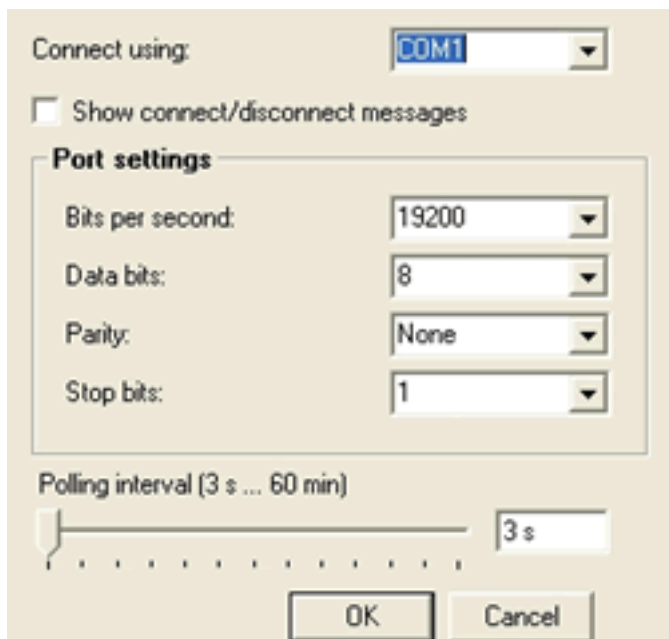 Connect using: COM1
Show connect/disconnect messages
Port settings
Bits per second: 19200
Data bits: 8
Parity: None
Stop bits: 1
Polling interval (3 s ... 60 min)
3 s
OK Cancel